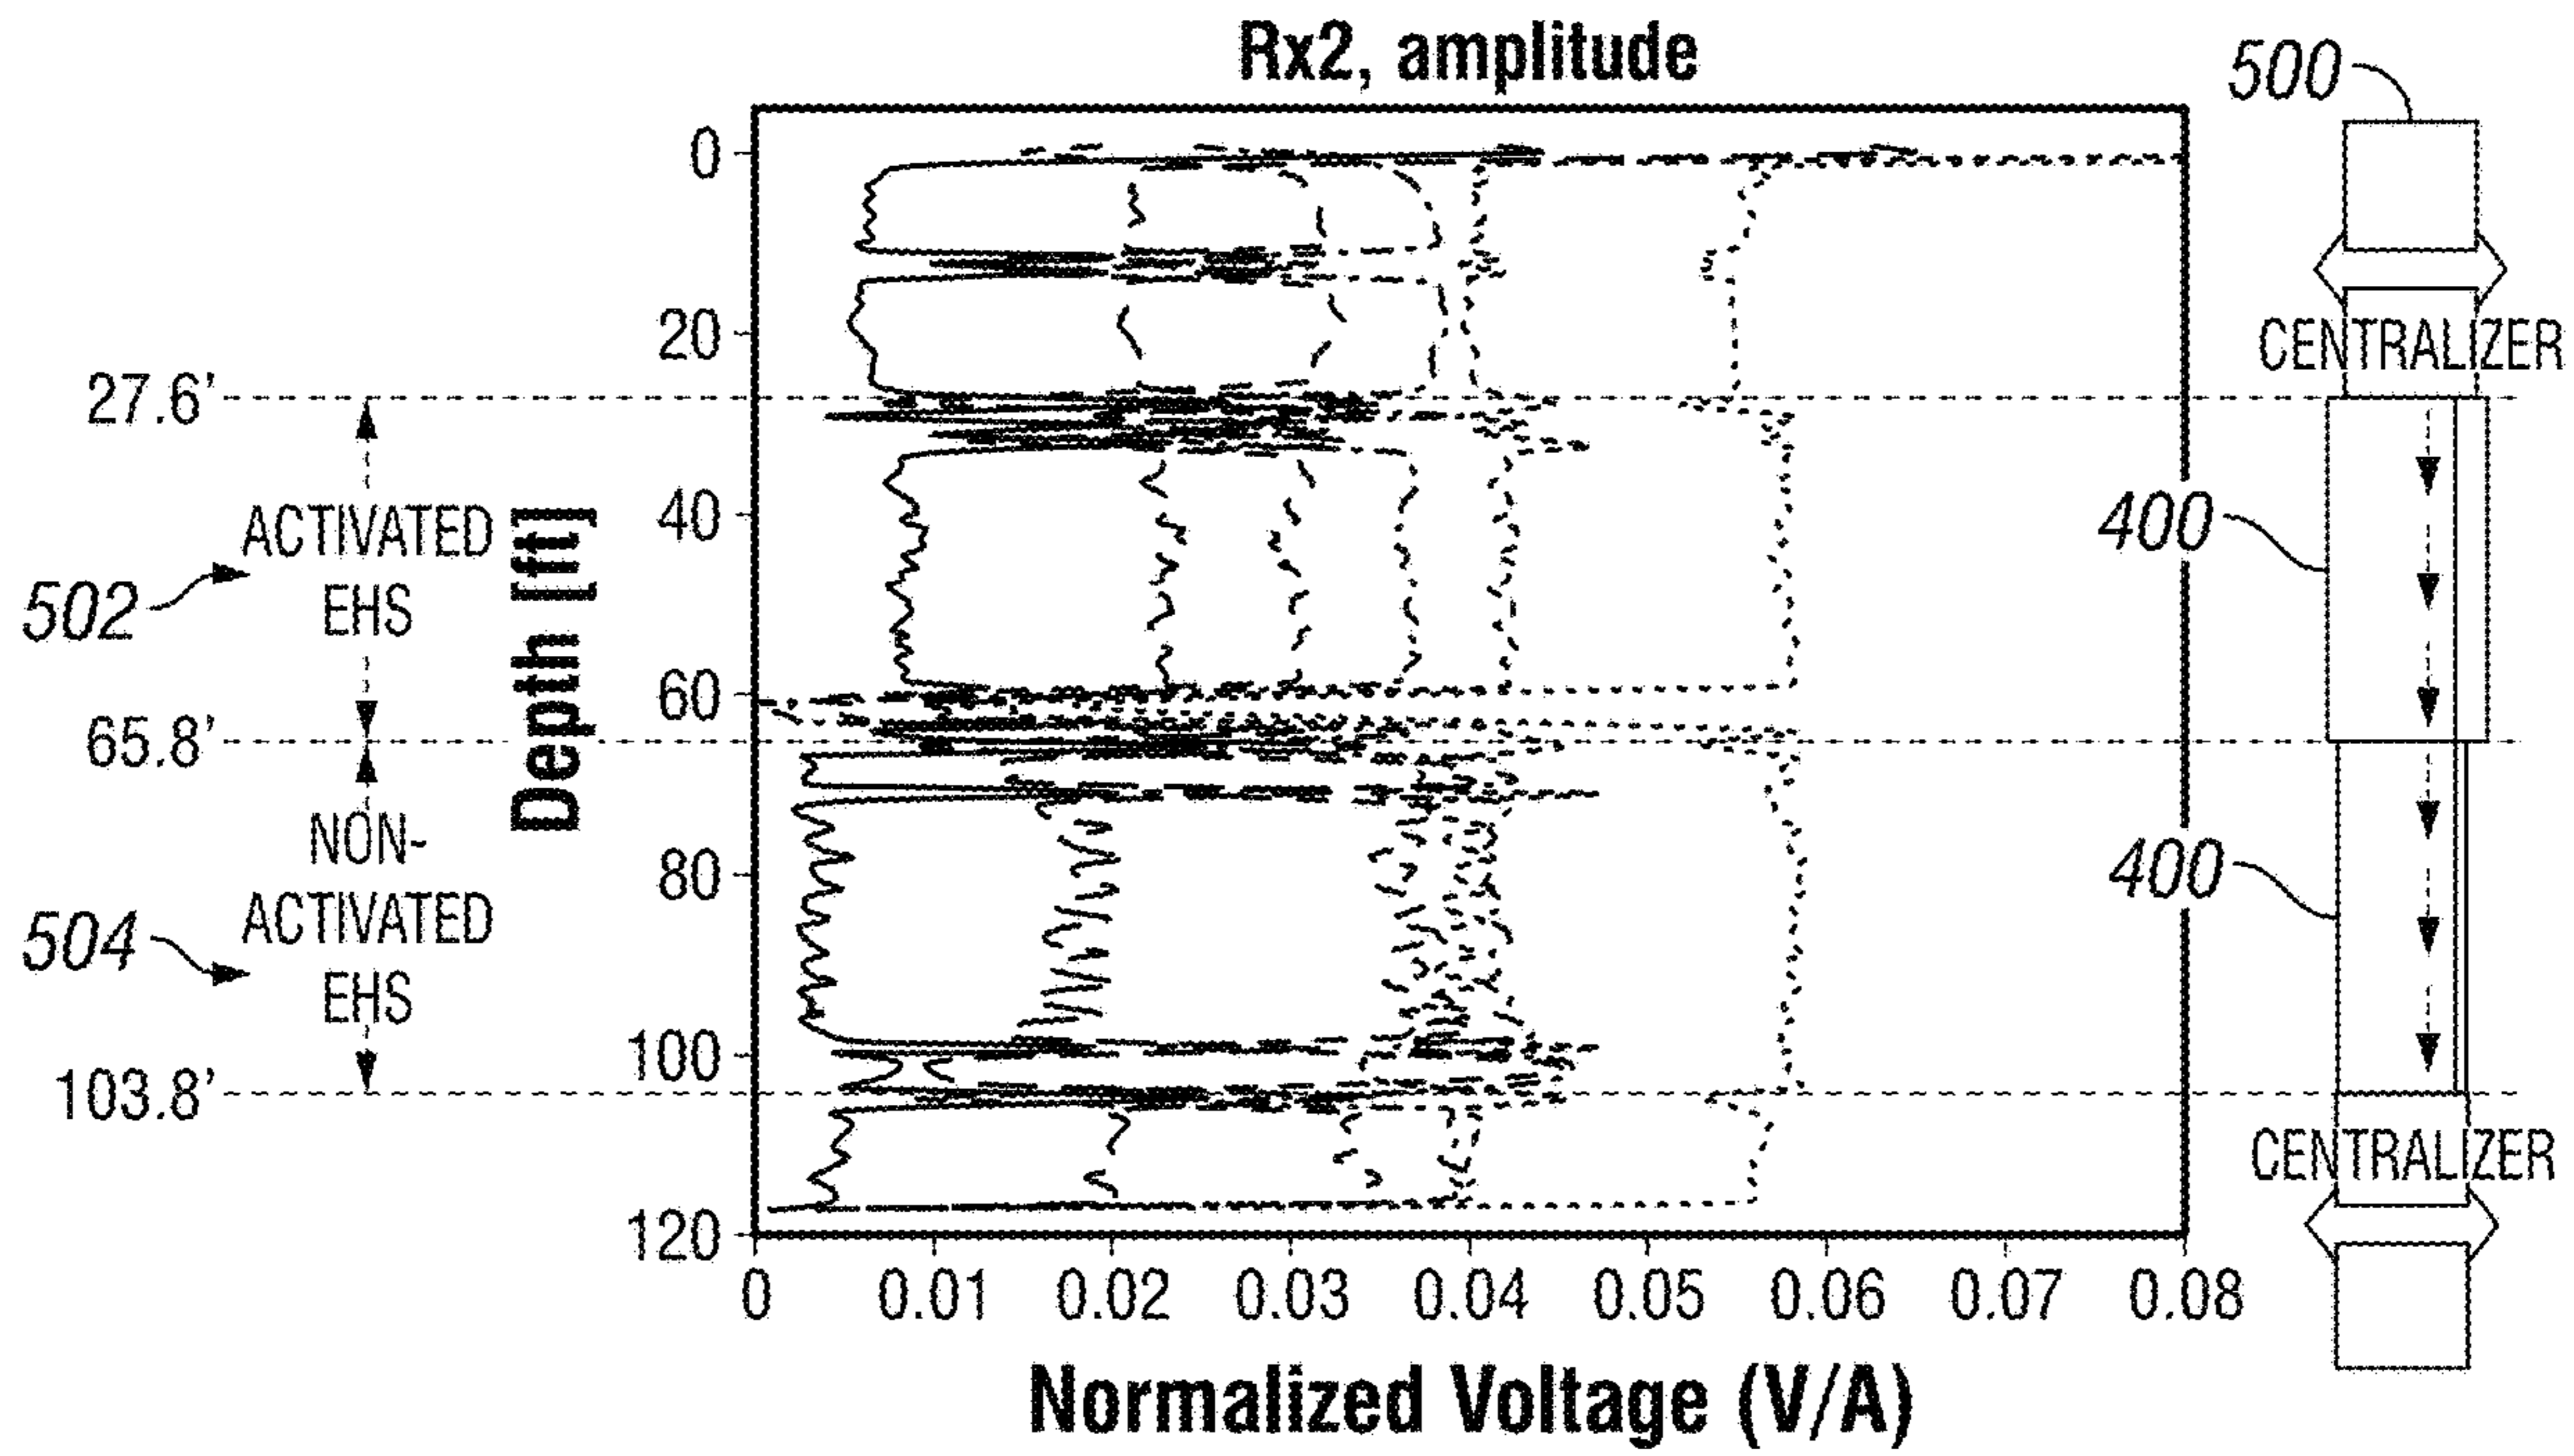 Rx2, amplitude
500
0
20
CENTRALIZER
27.6'
ACTIVATED
EHS
502
Depth [ft]
40
400
60
65.8'
NON-
ACTIVATED
EHS
504
80
400
100
103.8'
CENTRALIZER
120
0 0.01 0.02 0.03 0.04 0.05 0.06 0.07 0.08
Normalized Voltage (V/A)